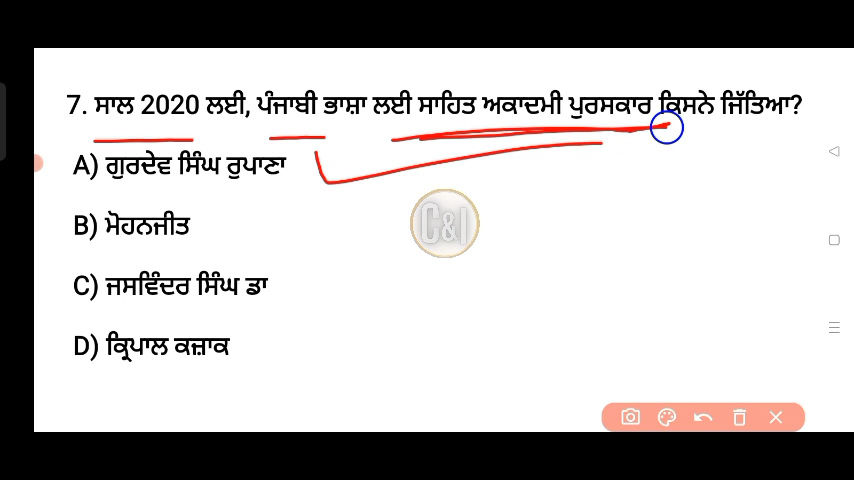 7. ਸਾਲ 2020 ਲਈ, ਪੰਜਾਬੀ ਭਾਸ਼ਾ ਲਈ ਸਾਹਿਤ ਅਕਾਦਮੀ ਪੁਰਸਕਾਰ ਕਿਸਨੇ ਜਿੱਤਿਆ?
A) ਗੁਰਦੇਵ ਸਿੰਘ ਰੁਪਾਣਾ
C&I
B) ਮੋਹਨਜੀਤ
C) ਜਸਵਿੰਦਰ ਸਿੰਘ ਡਾ
D) ਕ੍ਰਿਪਾਲ ਕਜ਼ਾਕ